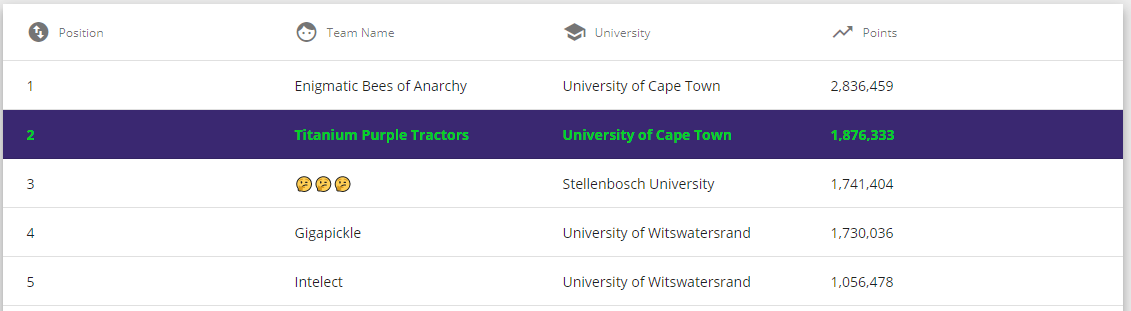 Position Team Name University Points
1 Enigmatic Bees of Anarchy University of Cape Town 2,836,459
2 Titanium Purple Tractors University of Cape Town 1,876,333
3 🤔🤔🤔 Stellenbosch University 1,741,404
4 Gigapickle University of Witswatersrand 1,730,036
5 Intelect University of Witswatersrand 1,056,478